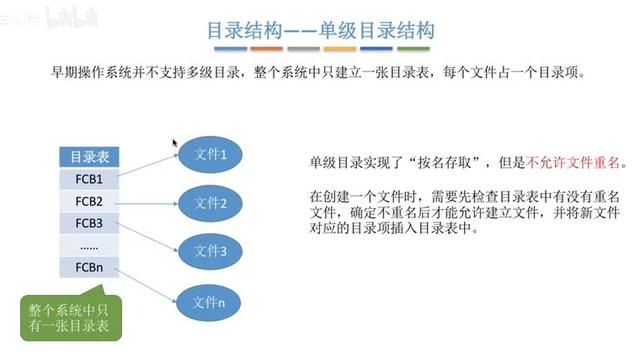 目录结构——单级目录结构
早期操作系统并不支持多级目录，整个系统中只建立一张目录表，每个文件占一个目录项。
目录表
FCB1
FCB2
FCB3
……
FCBn
文件1
文件2
文件3
文件n
整个系统中只
有一张目录表
单级目录实现了“按名存取”，但是不允许文件重名。
在创建一个文件时，需要先检查目录表中有没有重名
文件，确定不重名后才能允许建立文件，并将新文件
对应的目录项插入目录表中。